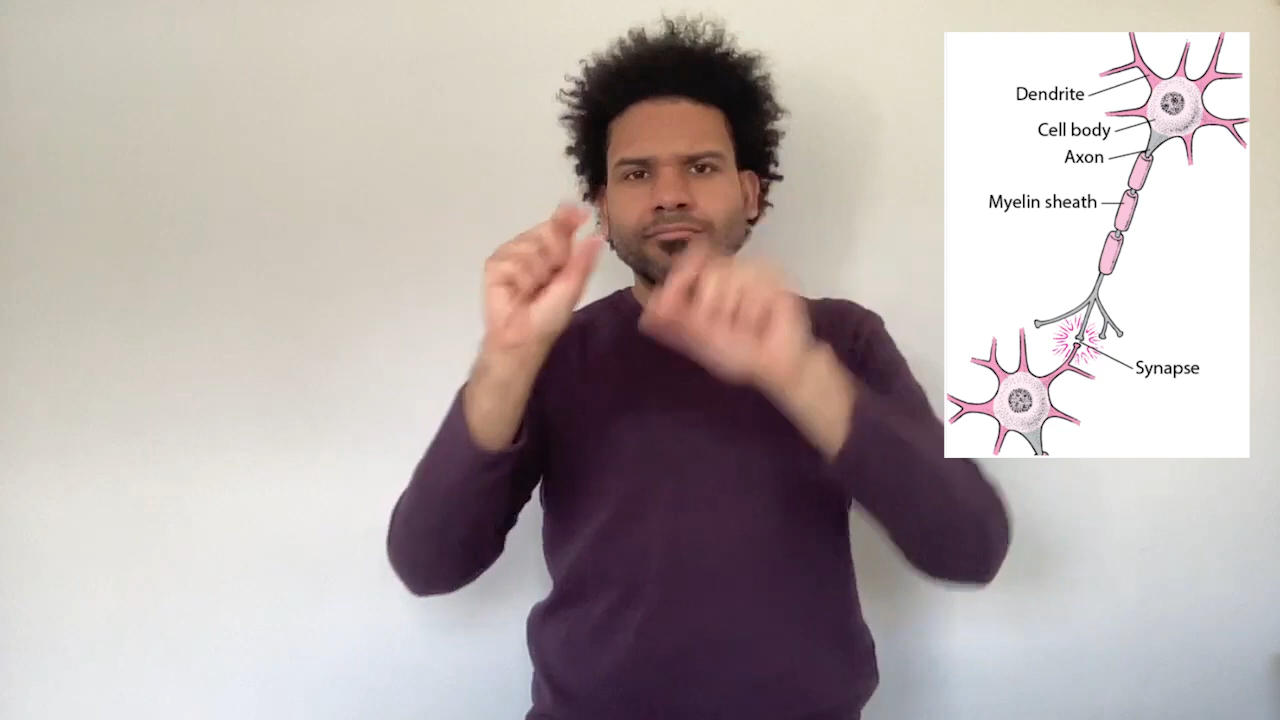 Dendrite
Cell body
Axon
Myelin sheath
Synapse